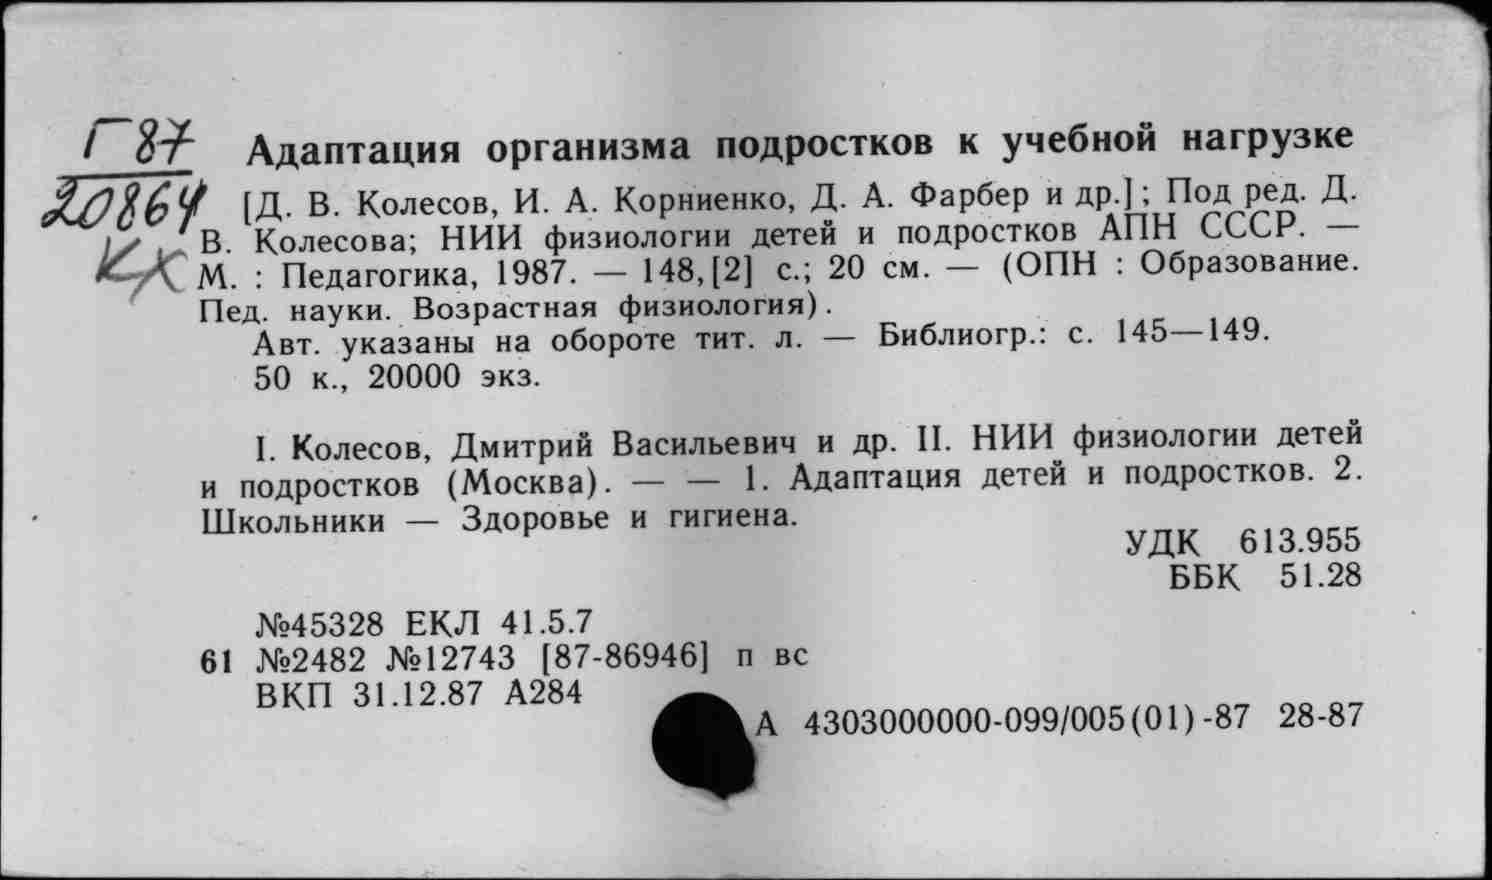 Г 87
20864
КХ
Адаптация организма подростков к учебной нагрузке
[Д. В. Колесов, И. А. Корниенко, Д. А. Фарбер и др.]; Под ред. Д.
В. Колесова; НИИ физиологии детей и подростков АПН СССР. —
М. : Педагогика, 1987. — 148,[2] с.; 20 см. — (ОПН : Образование.
Пед. науки. Возрастная физиология).
Авт. указаны на обороте тит. л. — Библиогр.: с. 145—149.
50 к., 20000 экз.
I. Колесов, Дмитрий Васильевич и др. II. НИИ физиологии детей
и подростков (Москва). — — 1. Адаптация детей и подростков. 2.
Школьники — Здоровье и гигиена.
УДК 613.955
ББК 51.28
№45328 ЕКЛ 41.5.7
61 №2482 №12743 [87-86946] п вс
ВКП 31.12.87 А284
А 4303000000-099/005(01)-87 28-87